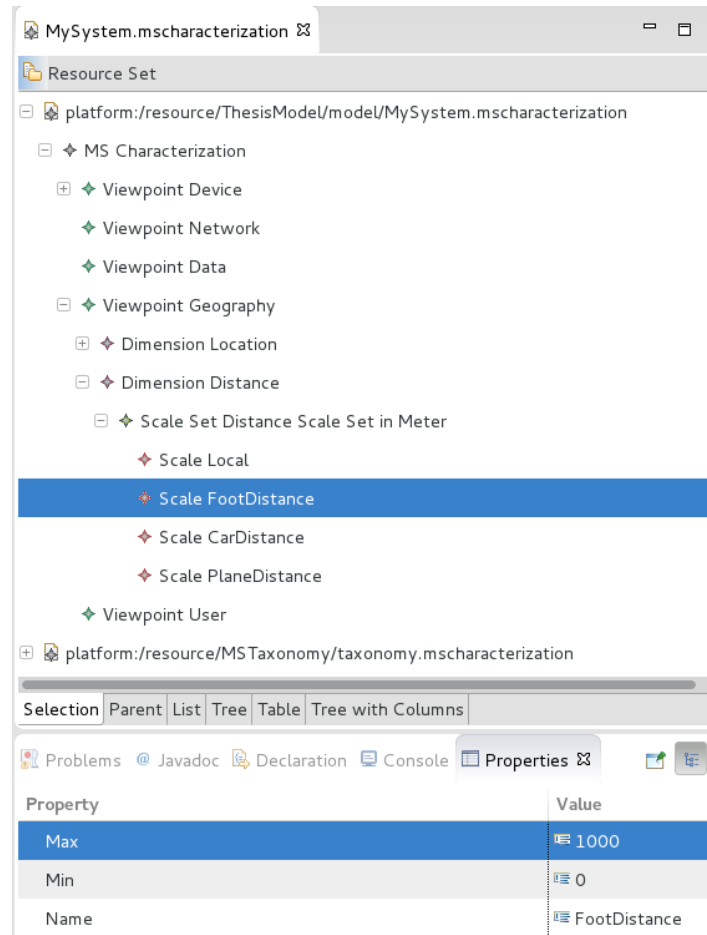 MySystem.mscharacterization
Resource Set
platform:/resource/ThesisModel/model/MySystem.mscharacterization
MS Characterization
Viewpoint Device
Viewpoint Network
Viewpoint Data
Viewpoint Geography
Dimension Location
Dimension Distance
Scale Set Distance Scale Set in Meter
Scale Local
Scale FootDistance
Scale CarDistance
Scale PlaneDistance
Viewpoint User
platform:/resource/MSTaxonomy/taxonomy.mscharacterization
Selection Parent List Tree Table Tree with Columns
Problems @ Javadoc Declaration Console Properties
Property Value
Max 1000
Min 0
Name FootDistance